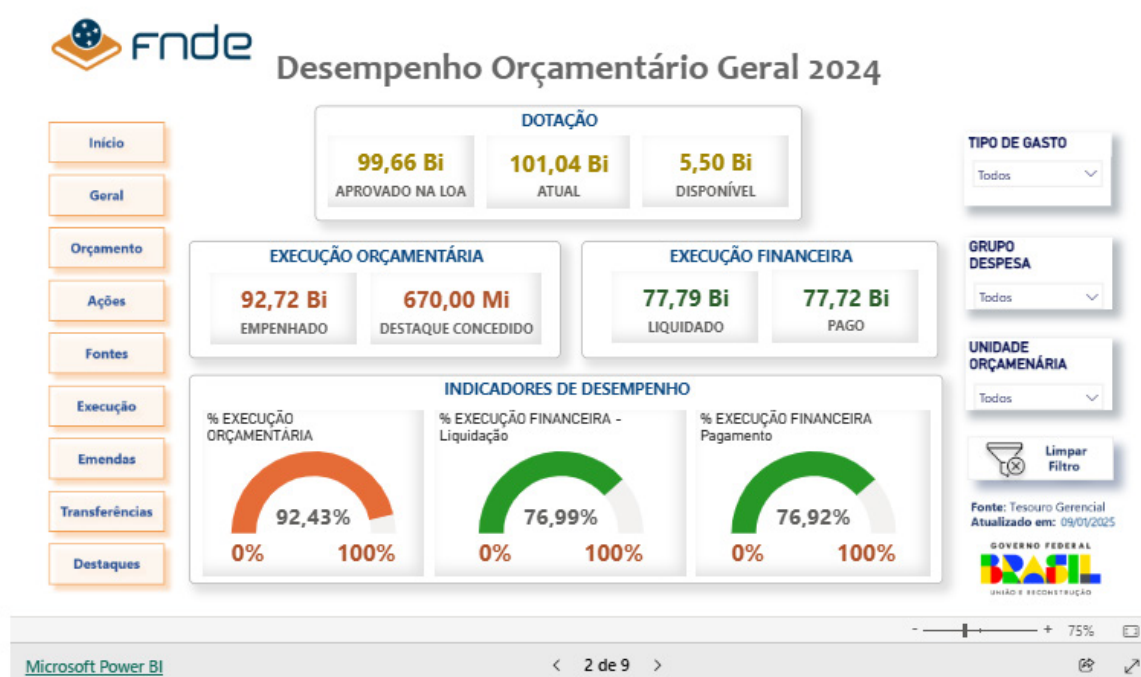 fnde
Desempenho Orçamentário Geral 2024
Início
Geral
Orçamento
Ações
Fontes
Execução
Emendas
Transferências
Destaques
DOTAÇÃO
99,66 Bi
APROVADO NA LOA
101,04 Bi
ATUAL
5,50 Bi
DISPONÍVEL
EXECUÇÃO ORÇAMENTÁRIA
92,72 Bi
EMPENHADO
670,00 Mi
DESTAQUE CONCEDIDO
EXECUÇÃO FINANCEIRA
77,79 Bi
LIQUIDADO
77,72 Bi
PAGO
INDICADORES DE DESEMPENHO
% EXECUÇÃO
ORÇAMENTÁRIA
92,43%
0% 100%
% EXECUÇÃO FINANCEIRA -
Liquidação
76,99%
0% 100%
% EXECUÇÃO FINANCEIRA
Pagamento
76,92%
0% 100%
TIPO DE GASTO
Todos
GRUPO
DESPESA
Todos
UNIDADE
ORÇAMENÁRIA
Todos
Limpar
Filtro
Fonte: Tesouro Gerencial
Atualizado em: 09/01/2025
GOVERNO FEDERAL
BRASIL
UNIÃO E RECONSTRUÇÃO
- + 75%
Microsoft Power BI
< 2 de 9 >